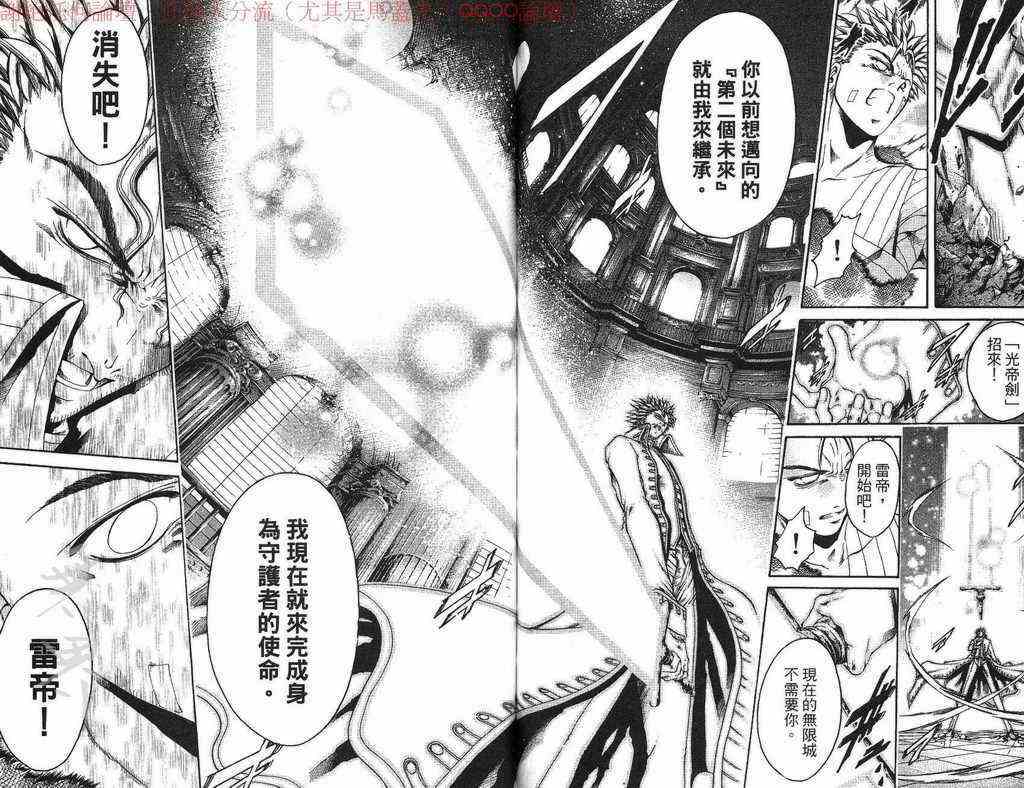 「光帝劍」
招來！
！
雷帝，
開始吧！
！
現在的無限城
不需要你。
你以前想邁向的
『第二個未來』
就由我來繼承。
我現在就來完成身
為守護者的使命。
消失吧！
雷帝！